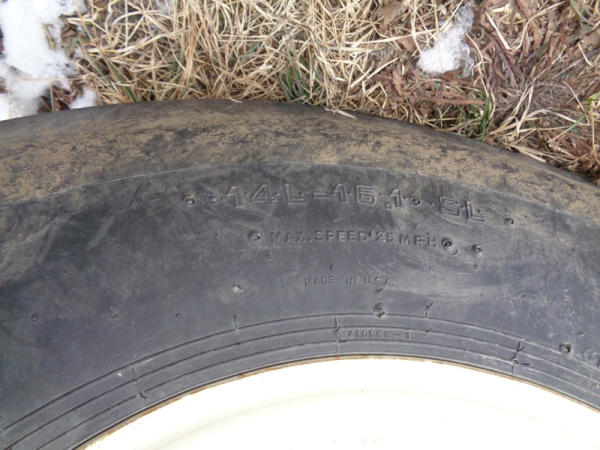 14L-16.1 SL
MAX. SPEED 25 MPH
MADE IN U.S.A.